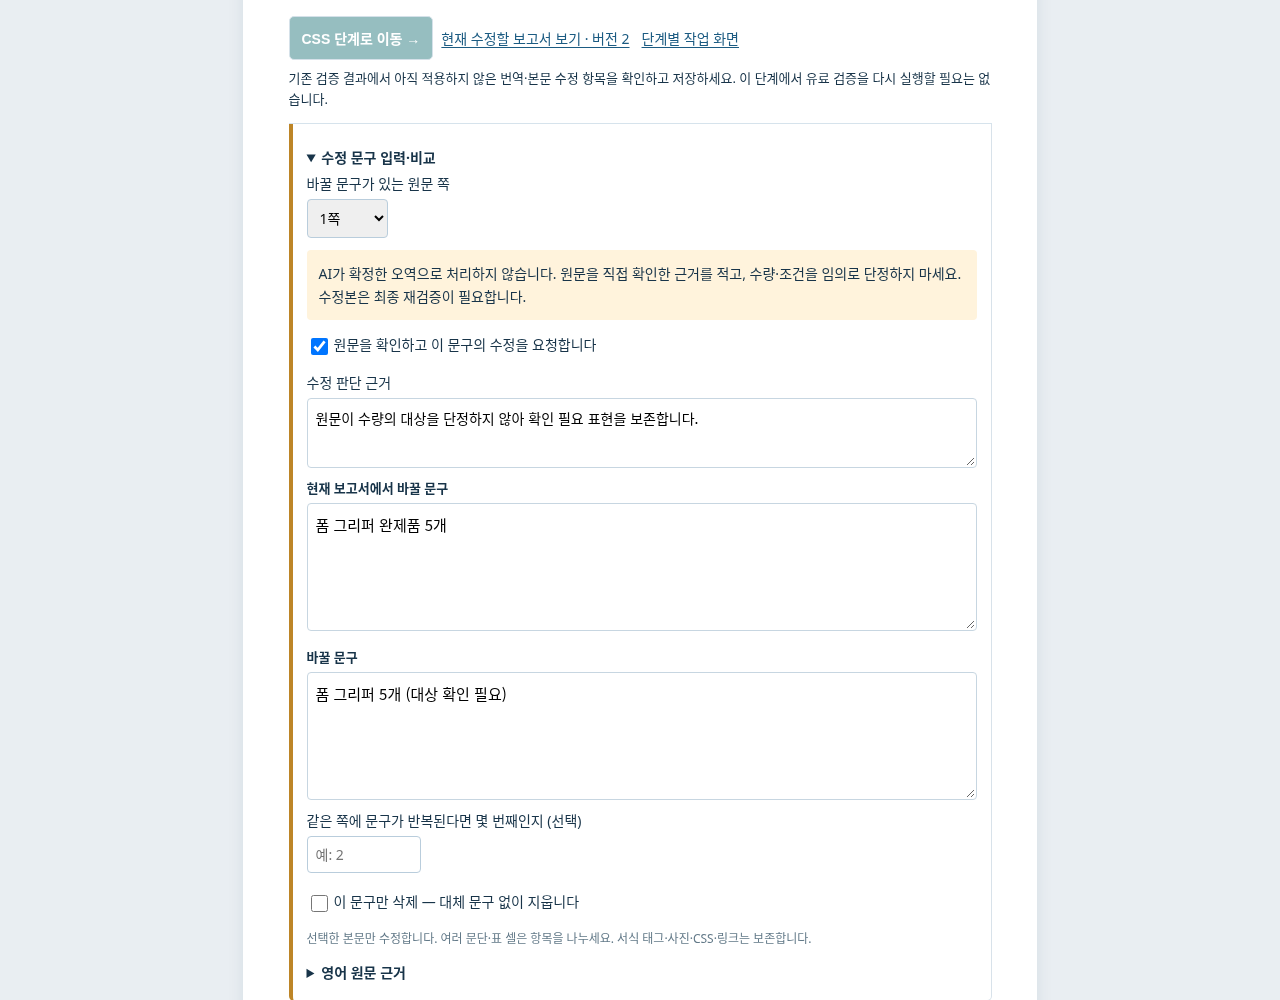 CSS 단계로 이동 → 현재 수정할 보고서 보기 · 버전 2 단계별 작업 화면
기존 검증 결과에서 아직 적용하지 않은 번역·본문 수정 항목을 확인하고 저장하세요. 이 단계에서 유료 검증을 다시 실행할 필요는 없
습니다.
▼ 수정 문구 입력·비교
바꿀 문구가 있는 원문 쪽
1쪽
AI가 확정한 오역으로 처리하지 않습니다. 원문을 직접 확인한 근거를 적고, 수량·조건을 임의로 단정하지 마세요.
수정본은 최종 재검증이 필요합니다.
원문을 확인하고 이 문구의 수정을 요청합니다
수정 판단 근거
원문이 수량의 대상을 단정하지 않아 확인 필요 표현을 보존합니다.
현재 보고서에서 바꿀 문구
폼 그리퍼 완제품 5개
바꿀 문구
폼 그리퍼 5개 (대상 확인 필요)
같은 쪽에 문구가 반복된다면 몇 번째인지 (선택)
예: 2
이 문구만 삭제 — 대체 문구 없이 지웁니다
선택한 본문만 수정합니다. 여러 문단·표 셀은 항목을 나누세요. 서식 태그·사진·CSS·링크는 보존합니다.
▶ 영어 원문 근거